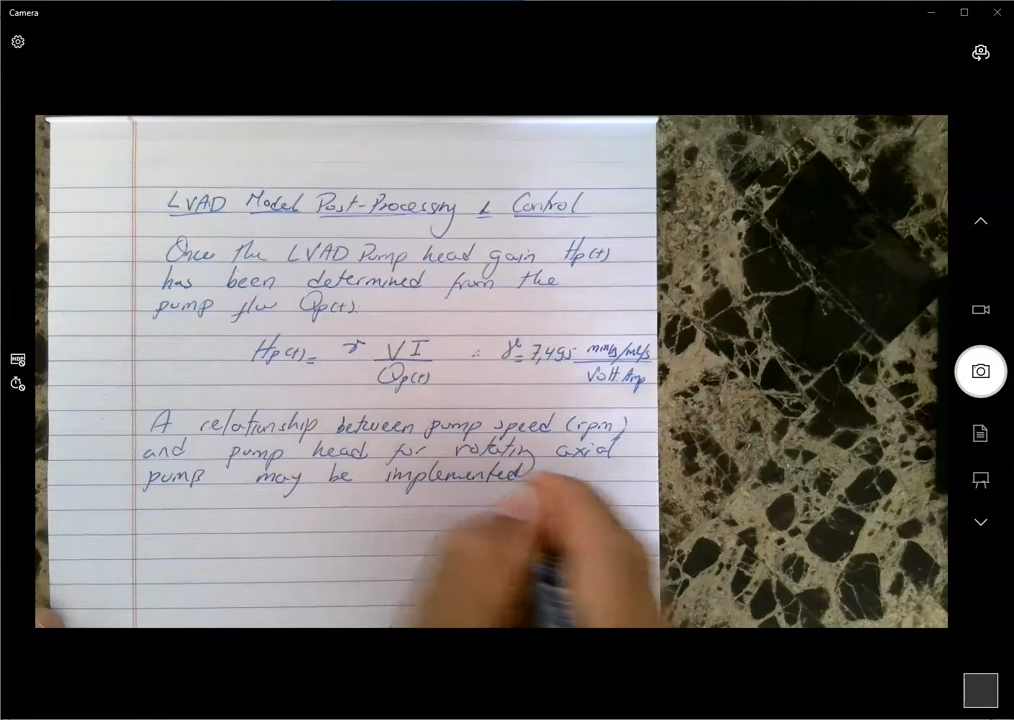 Camera
LVAD Model Post-Processing & Control
Once the LVAD Pump head gain Hp(t)
has been determined from the
pump flow Qp(t).
Hp(t) = γ VI / Qp(t) ∴ γ = 7,495 mmHg/ml/s / Volt.Amp
A relationship between pump speed (rpm)
and pump head for rotating axial
pumps may be implemented